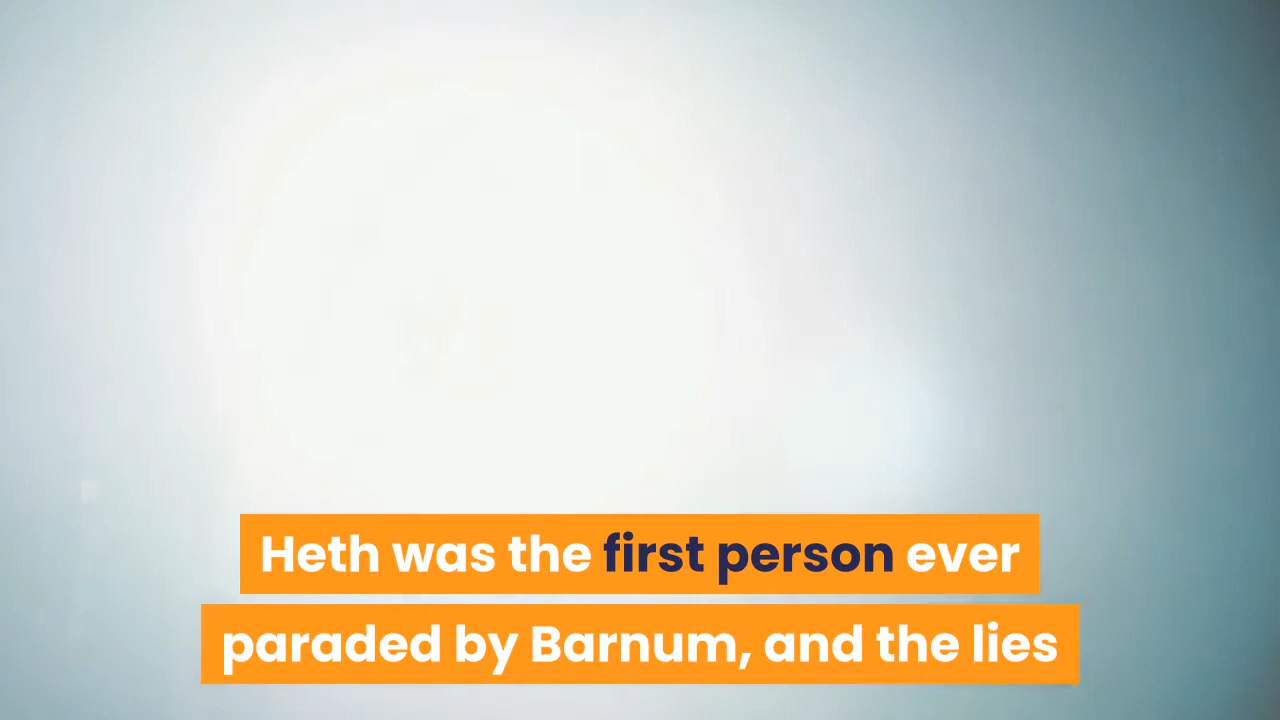 Heth was the first person ever
paraded by Barnum, and the lies